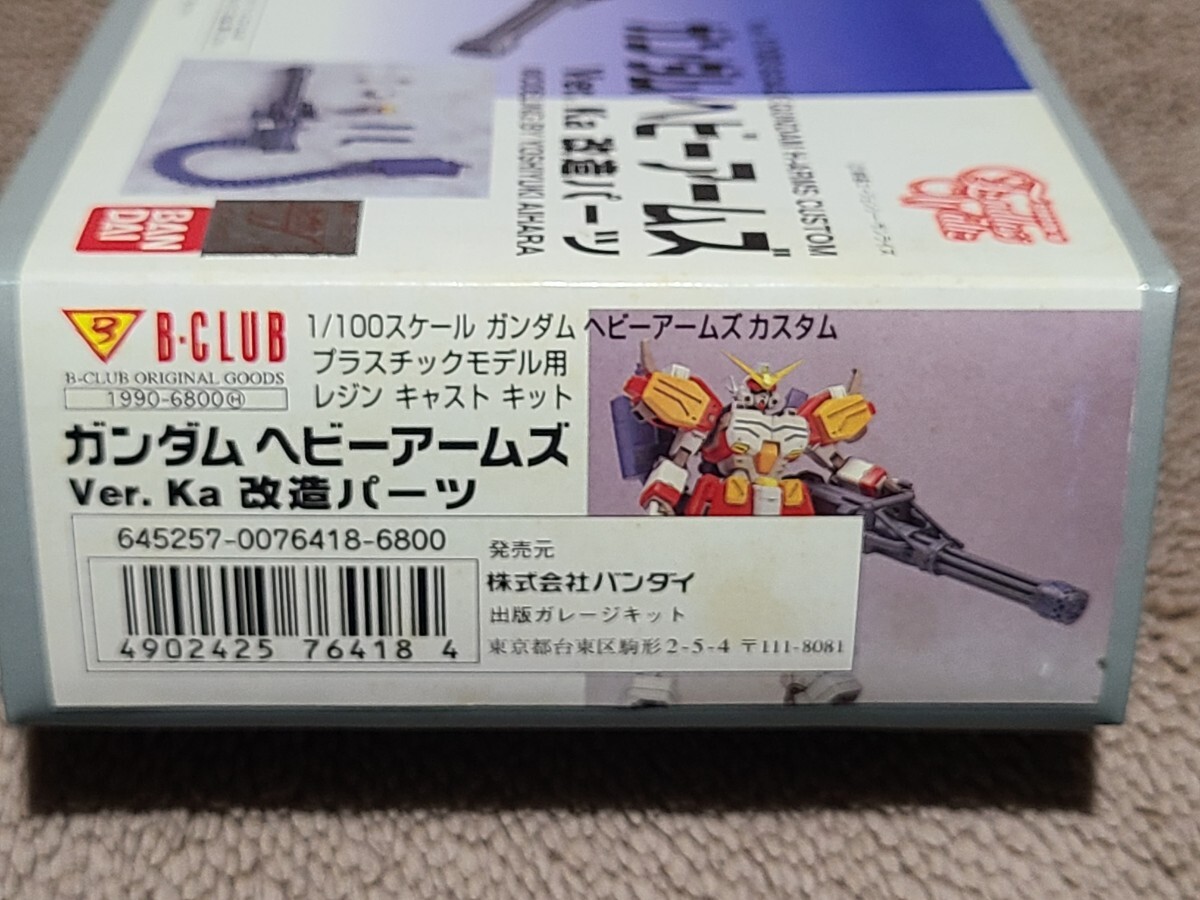 ガンダムヘビーアームズ
Ver. Ka 改造パーツ
MODELING BY YOSHIYUKI AIHARA
BAN
DAI
B-CLUB
B-CLUB ORIGINAL GOODS
1990-6800Ⓗ
1/100スケール ガンダム ヘビーアームズ カスタム
プラスチックモデル用
レジン キャスト キット
ガンダム ヘビーアームズ
Ver. Ka 改造パーツ
645257-0076418-6800
4902425 76418 4
発売元
株式会社バンダイ
出版ガレージキット
東京都台東区駒形2-5-4 〒111-8081